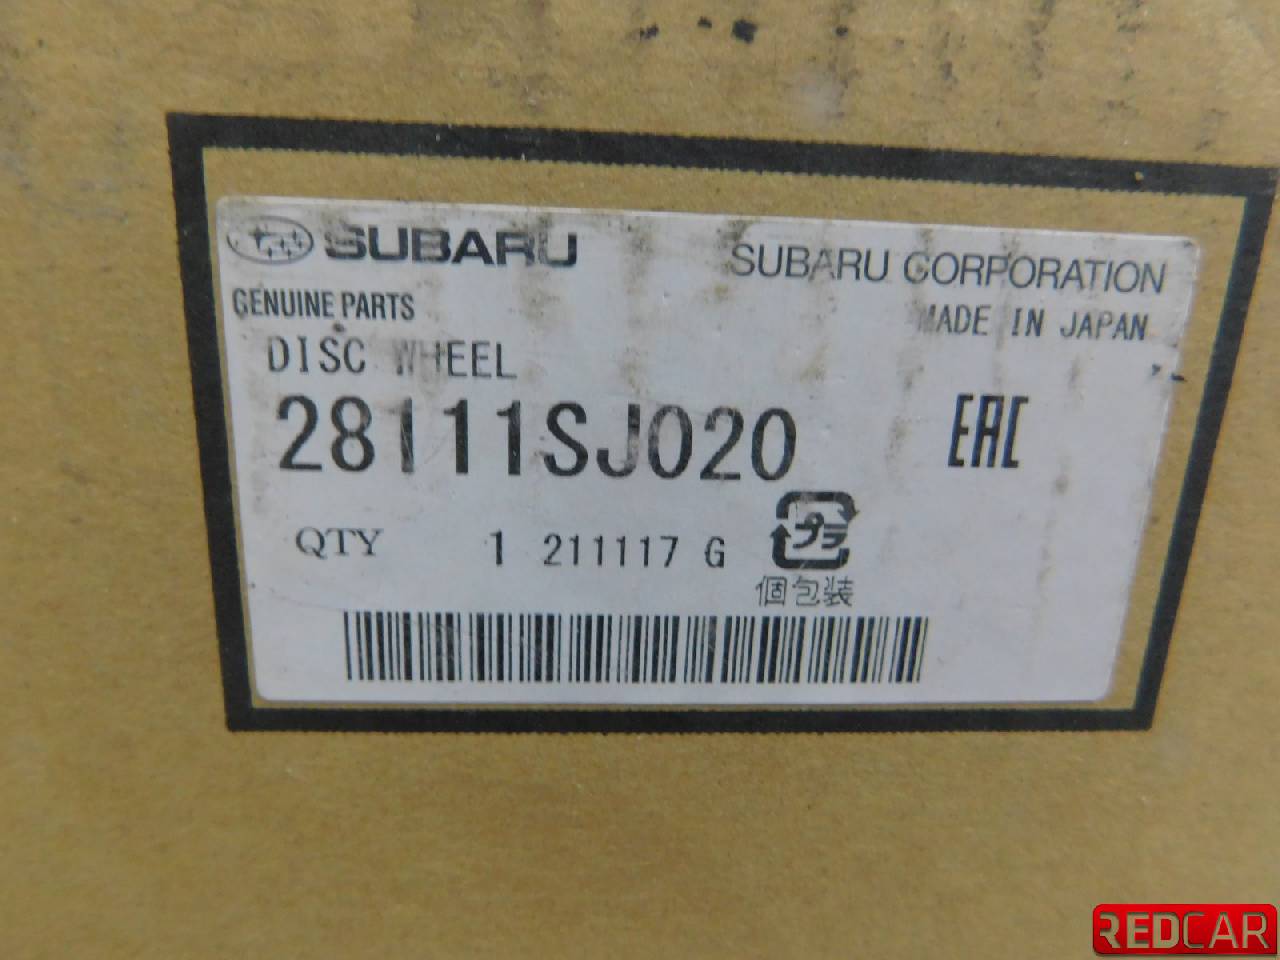 SUBARU
SUBARU CORPORATION
GENUINE PARTS
MADE IN JAPAN
DISC WHEEL
28111SJ020
EAC
QTY 1 211117 G
プラ
個包装
REDCAR